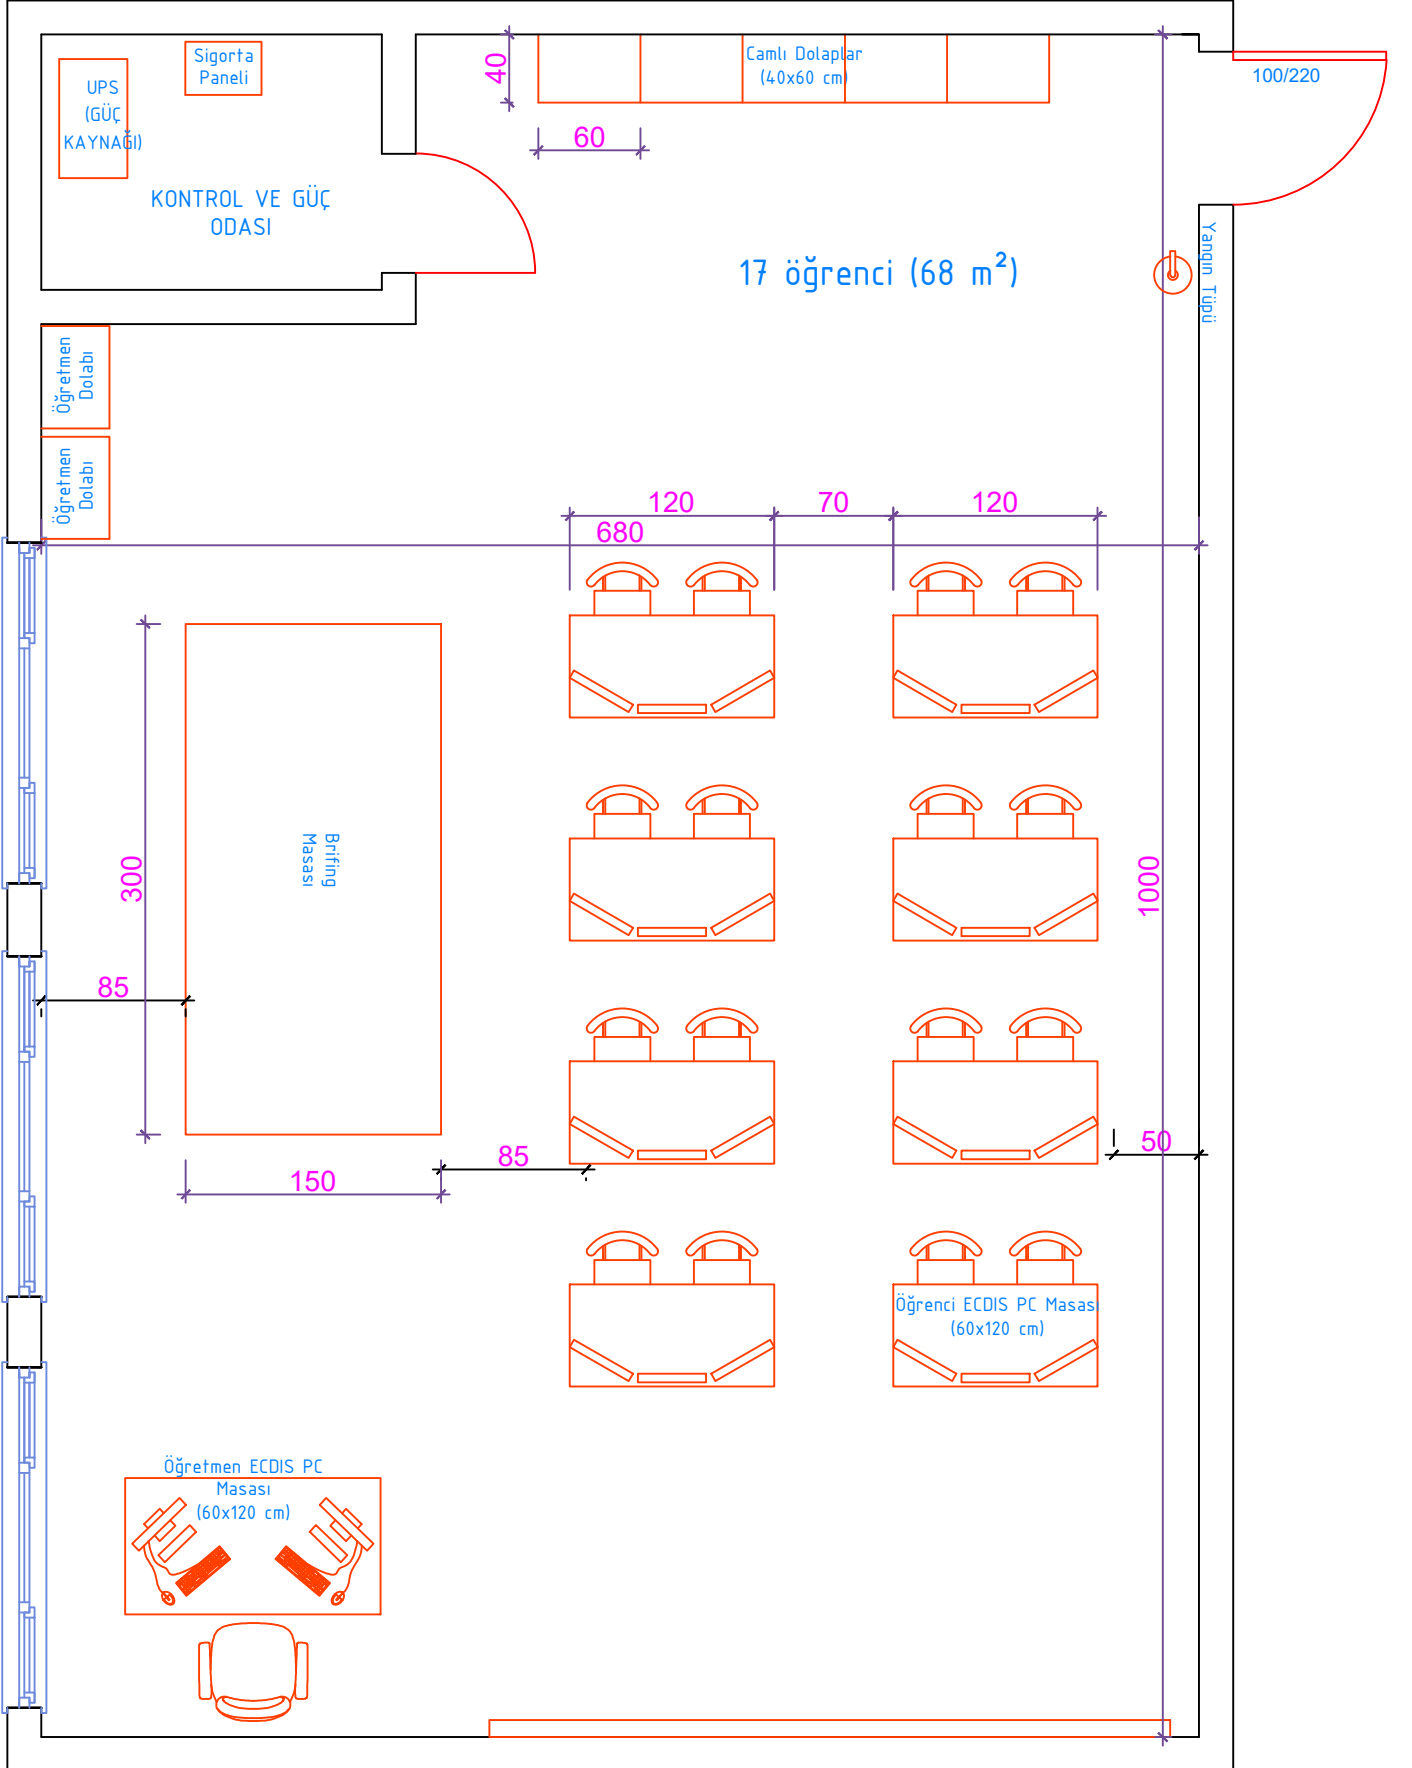 Sigorta
Paneli
UPS
(GÜÇ
KAYNAĞI)
KONTROL VE GÜÇ
ODASI
40
60
Camlı Dolaplar
(40x60 cm)
100/220
Yangın Tüpü
17 öğrenci (68 m²)
Öğretmen
Dolabı
Öğretmen
Dolabı
120
70
120
680
300
Brifing
Masası
1000
85
85
50
150
Öğrenci ECDIS PC Masası
(60x120 cm)
Öğretmen ECDIS PC
Masası
(60x120 cm)